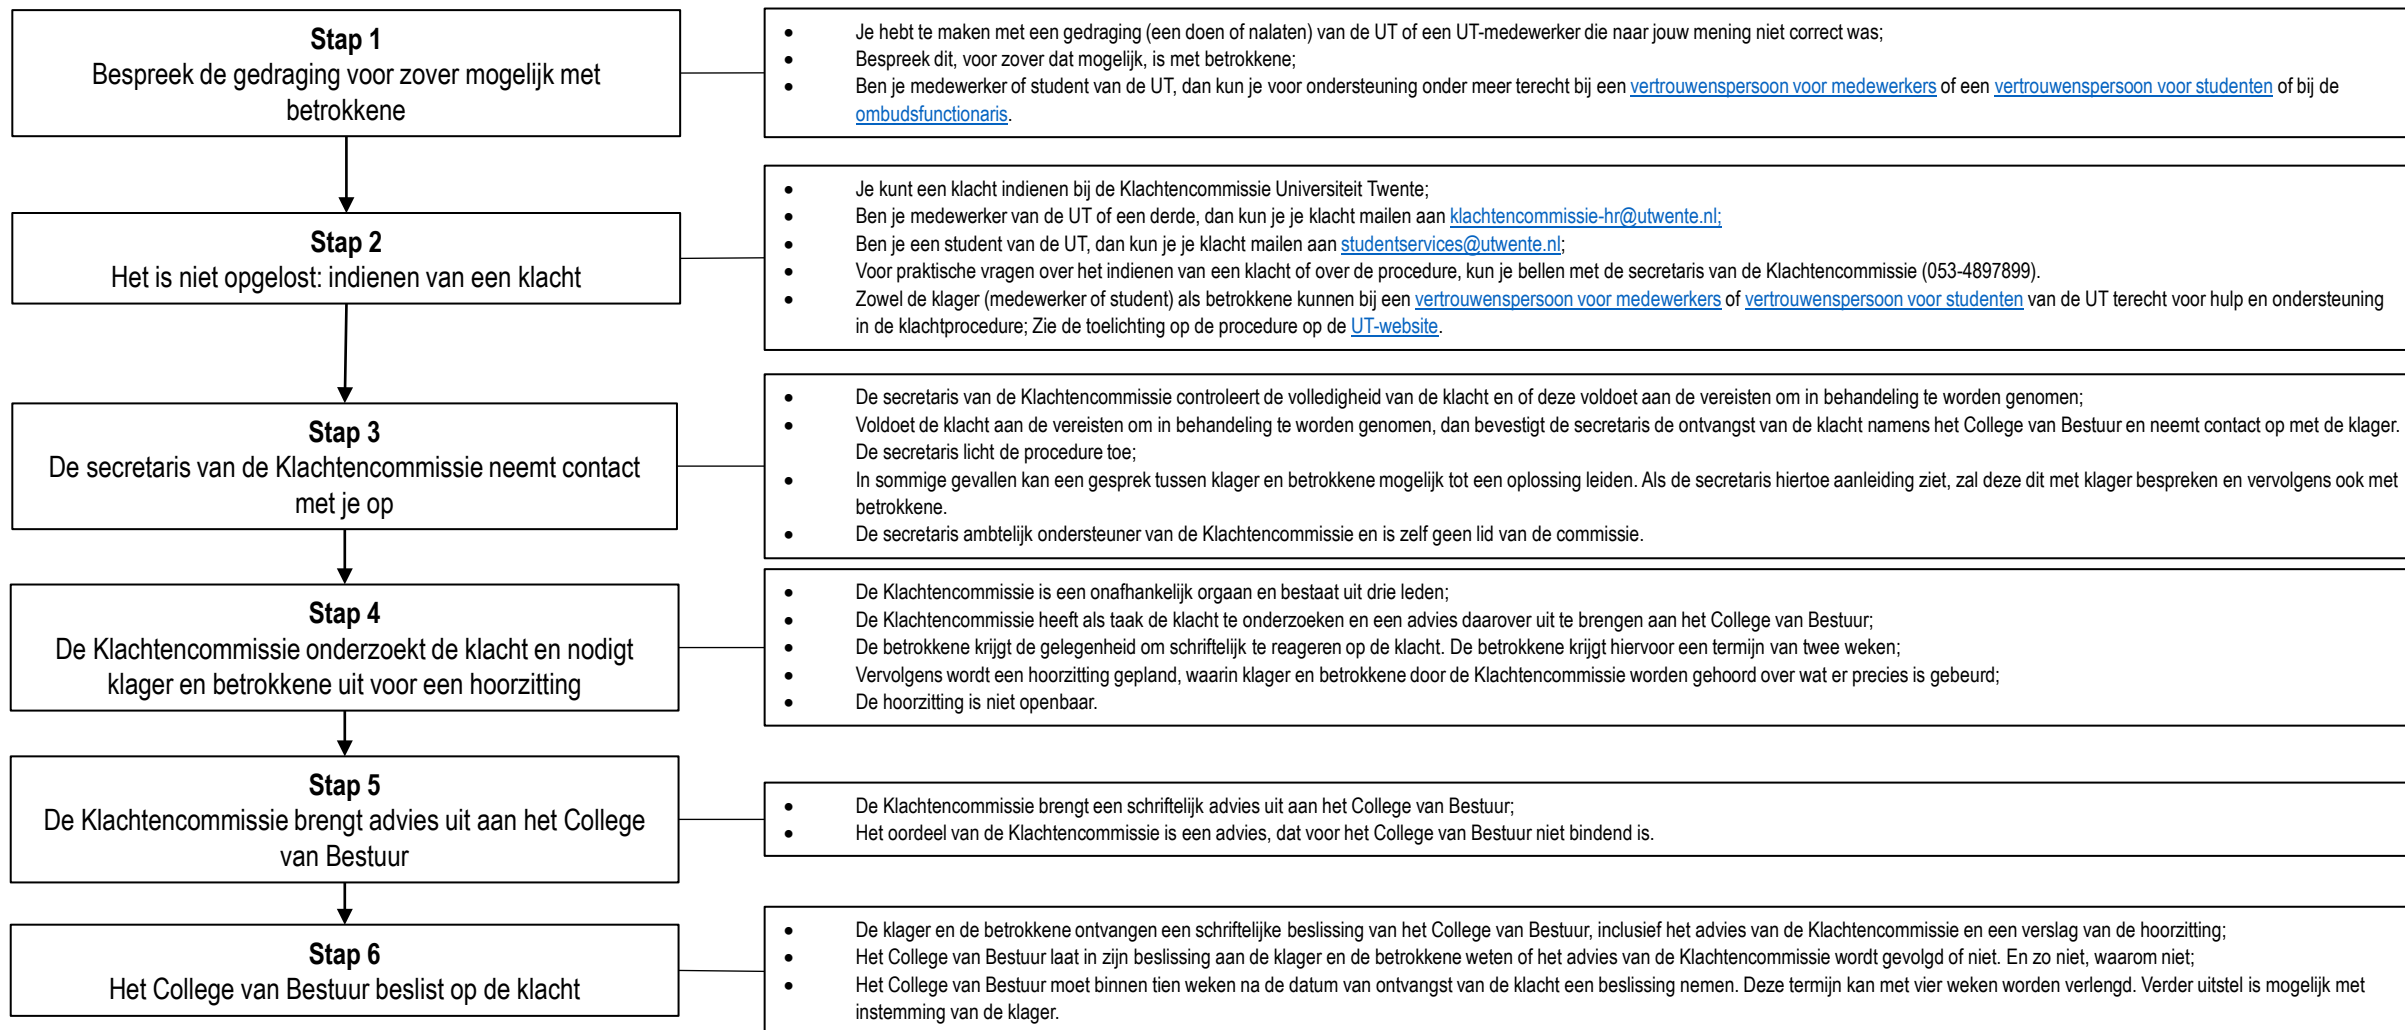 Stap 1
Bespreek de gedraging voor zover mogelijk met
betrokkene
• Je hebt te maken met een gedraging (een doen of nalaten) van de UT of een UT-medewerker die naar jouw mening niet correct was;
• Bespreek dit, voor zover dat mogelijk, is met betrokkene;
• Ben je medewerker of student van de UT, dan kun je voor ondersteuning onder meer terecht bij een vertrouwenspersoon voor medewerkers of een vertrouwenspersoon voor studenten of bij de
ombudsfunctionaris.
Stap 2
Het is niet opgelost: indienen van een klacht
• Je kunt een klacht indienen bij de Klachtencommissie Universiteit Twente;
• Ben je medewerker van de UT of een derde, dan kun je je klacht mailen aan klachtencommissie-hr@utwente.nl;
• Ben je een student van de UT, dan kun je je klacht mailen aan studentservices@utwente.nl;
• Voor praktische vragen over het indienen van een klacht of over de procedure, kun je bellen met de secretaris van de Klachtencommissie (053-4897899).
• Zowel de klager (medewerker of student) als betrokkene kunnen bij een vertrouwenspersoon voor medewerkers of vertrouwenspersoon voor studenten van de UT terecht voor hulp en ondersteuning
in de klachtprocedure; Zie de toelichting op de procedure op de UT-website.
Stap 3
De secretaris van de Klachtencommissie neemt contact
met je op
• De secretaris van de Klachtencommissie controleert de volledigheid van de klacht en of deze voldoet aan de vereisten om in behandeling te worden genomen;
• Voldoet de klacht aan de vereisten om in behandeling te worden genomen, dan bevestigt de secretaris de ontvangst van de klacht namens het College van Bestuur en neemt contact op met de klager.
De secretaris licht de procedure toe;
• In sommige gevallen kan een gesprek tussen klager en betrokkene mogelijk tot een oplossing leiden. Als de secretaris hiertoe aanleiding ziet, zal deze dit met klager bespreken en vervolgens ook met
betrokkene.
• De secretaris ambtelijk ondersteuner van de Klachtencommissie en is zelf geen lid van de commissie.
Stap 4
De Klachtencommissie onderzoekt de klacht en nodigt
klager en betrokkene uit voor een hoorzitting
• De Klachtencommissie is een onafhankelijk orgaan en bestaat uit drie leden;
• De Klachtencommissie heeft als taak de klacht te onderzoeken en een advies daarover uit te brengen aan het College van Bestuur;
• De betrokkene krijgt de gelegenheid om schriftelijk te reageren op de klacht. De betrokkene krijgt hiervoor een termijn van twee weken;
• Vervolgens wordt een hoorzitting gepland, waarin klager en betrokkene door de Klachtencommissie worden gehoord over wat er precies is gebeurd;
• De hoorzitting is niet openbaar.
Stap 5
De Klachtencommissie brengt advies uit aan het College
van Bestuur
• De Klachtencommissie brengt een schriftelijk advies uit aan het College van Bestuur;
• Het oordeel van de Klachtencommissie is een advies, dat voor het College van Bestuur niet bindend is.
Stap 6
Het College van Bestuur beslist op de klacht
• De klager en de betrokkene ontvangen een schriftelijke beslissing van het College van Bestuur, inclusief het advies van de Klachtencommissie en een verslag van de hoorzitting;
• Het College van Bestuur laat in zijn beslissing aan de klager en de betrokkene weten of het advies van de Klachtencommissie wordt gevolgd of niet. En zo niet, waarom niet;
• Het College van Bestuur moet binnen tien weken na de datum van ontvangst van de klacht een beslissing nemen. Deze termijn kan met vier weken worden verlengd. Verder uitstel is mogelijk met
instemming van de klager.